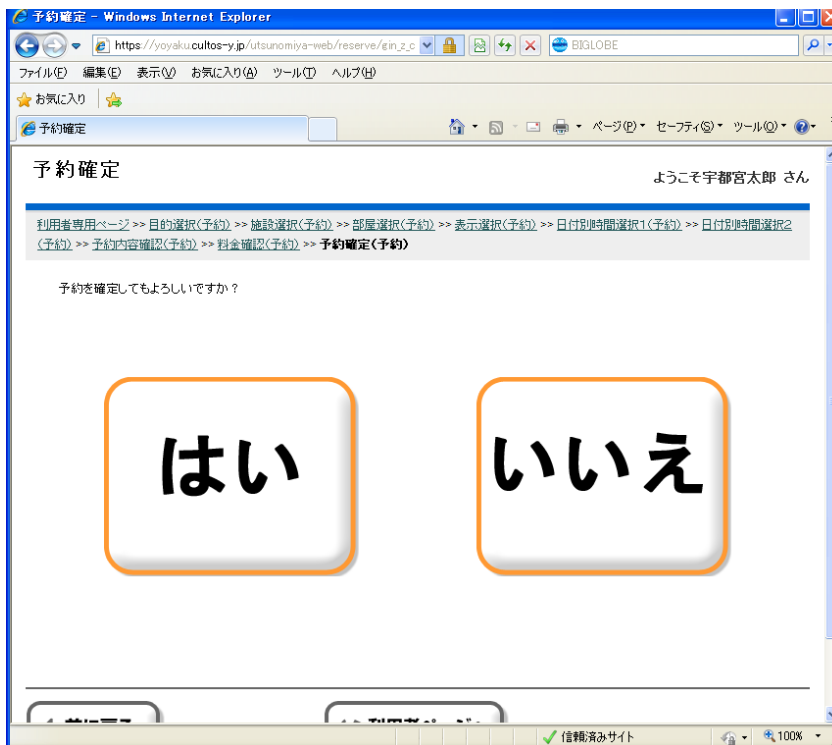 予約確定 - Windows Internet Explorer
https://yoyaku.cultos-y.jp/utsunomiya-web/reserve/gin_z_c
BIGLOBE
ファイル(F) 編集(E) 表示(V) お気に入り(A) ツール(T) ヘルプ(H)
お気に入り
予約確定
ページ(P) セーフティ(S) ツール(O)
予約確定
ようこそ宇都宮太郎 さん
利用者専用ページ >> 目的選択(予約) >> 施設選択(予約) >> 部屋選択(予約) >> 表示選択(予約) >> 日付別時間選択1(予約) >> 日付別時間選択2
(予約) >> 予約内容確認(予約) >> 料金確認(予約) >> 予約確定(予約)
予約を確定してもよろしいですか？
はい
いいえ
信頼済みサイト
100%